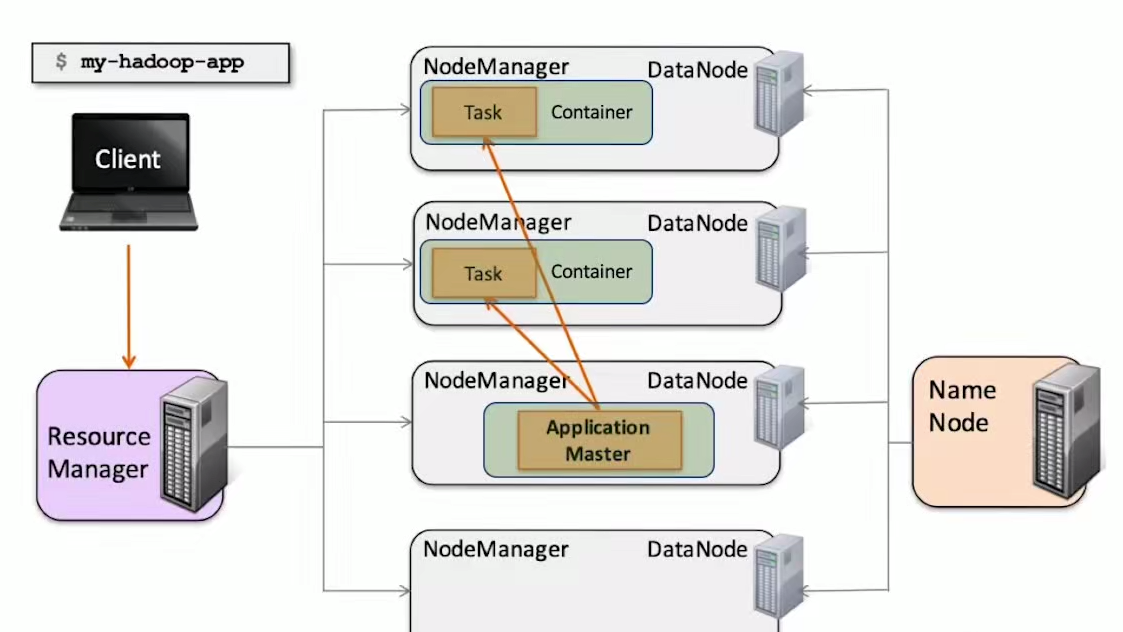 $ my-hadoop-app
Client
Resource
Manager
NodeManager
DataNode
Task
Container
NodeManager
DataNode
Task
Container
NodeManager
DataNode
Application
Master
NodeManager
DataNode
Name
Node